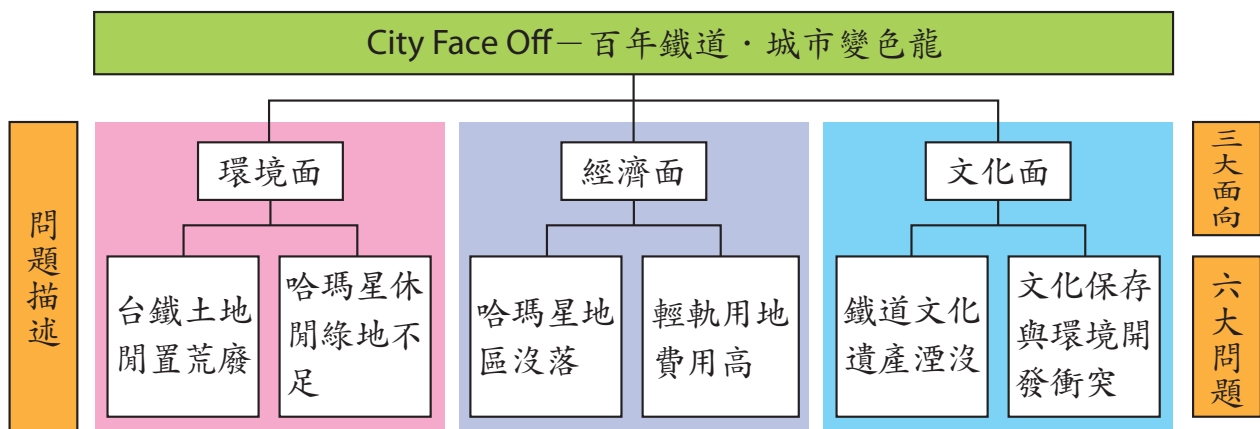 City Face Off－百年鐵道．城市變色龍
問題描述
環境面
經濟面
文化面
三大面向
台鐵土地
閒置荒廢
哈瑪星休
閒綠地不
足
哈瑪星地
區沒落
輕軌用地
費用高
鐵道文化
遺產湮沒
文化保存
與環境開
發衝突
六大問題